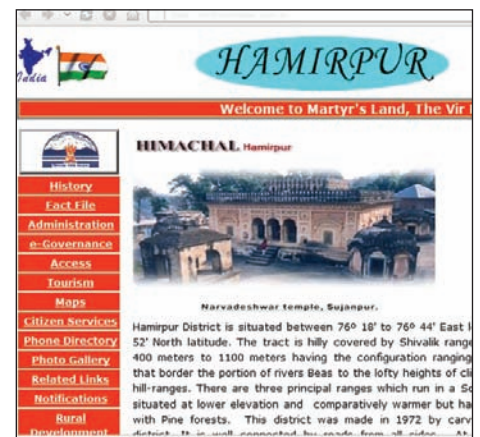 India
HAMIRPUR
Welcome to Martyr's Land, The Vir
HIMACHAL Hamirpur
Narvadeshwar temple, Sujanpur.
History
Fact File
Administration
e-Governance
Access
Tourism
Maps
Citizen Services
Phone Directory
Photo Gallery
Related Links
Notifications
Rural
Development
Hamirpur District is situated between 76º 18' to 76º 44' East l
52' North latitude. The tract is hilly covered by Shivalik range
400 meters to 1100 meters having the configuration ranging
that border the portion of rivers Beas to the lofty heights of cl
hill-ranges. There are three principal ranges which run in a So
situated at lower elevation and comparatively warmer but ha
with Pine forests. This district was made in 1972 by carv
district. It is well connected by roads from all sides. At